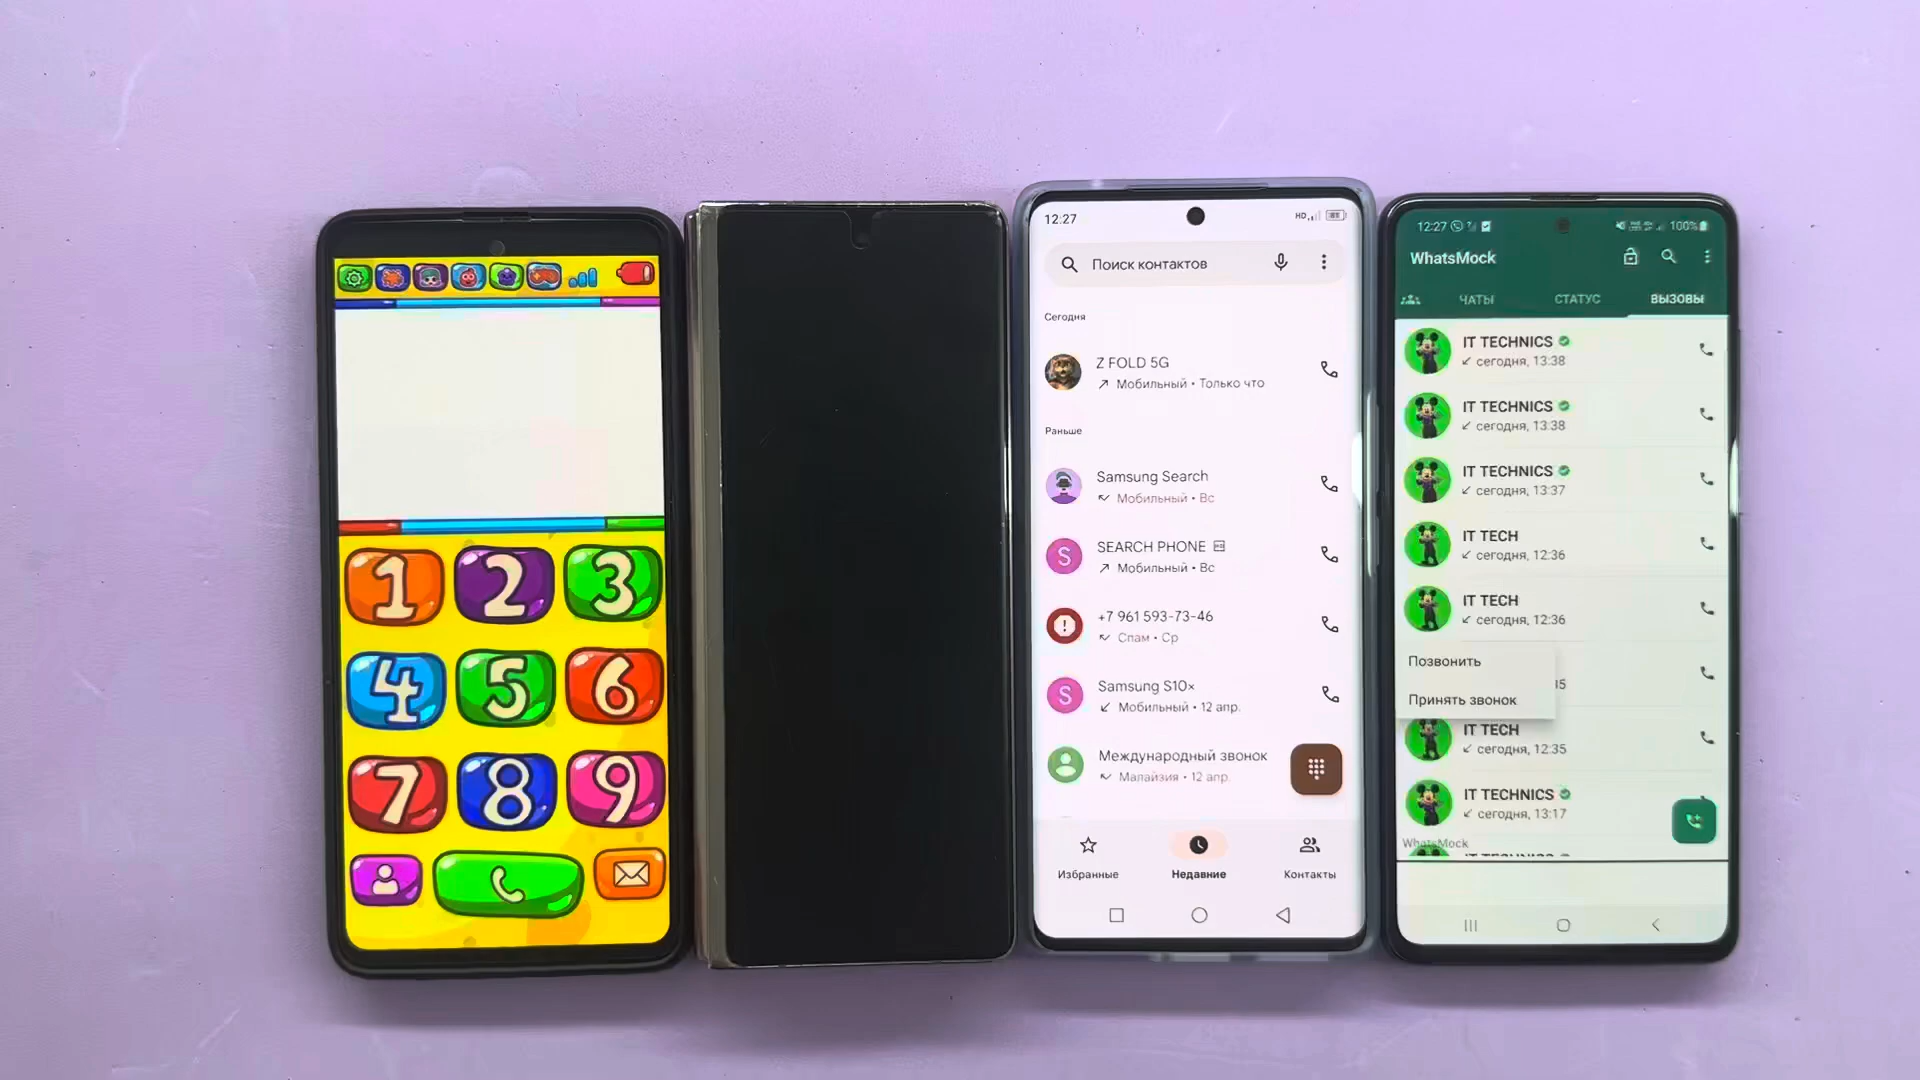 1 2 3
4 5 6
7 8 9
12:27
HD
Поиск контактов
Сегодня
Z FOLD 5G
Мобильный • Только что
Раньше
Samsung Search
Мобильный • Вс
S
SEARCH PHONE
Мобильный • Вс
+7 961 593-73-46
Спам • Ср
S
Samsung S10×
Мобильный • 12 апр.
Международный звонок
Малайзия • 12 апр.
Избранные
Недавние
Контакты
12:27
100%
WhatsMock
ЧАТЫ
СТАТУС
ВЫЗОВЫ
IT TECHNICS
сегодня, 13:38
IT TECHNICS
сегодня, 13:38
IT TECHNICS
сегодня, 13:37
IT TECH
сегодня, 12:36
IT TECH
сегодня, 12:36
Позвонить
Принять звонок
IT TECH
сегодня, 12:35
IT TECHNICS
сегодня, 13:17
WhatsMock